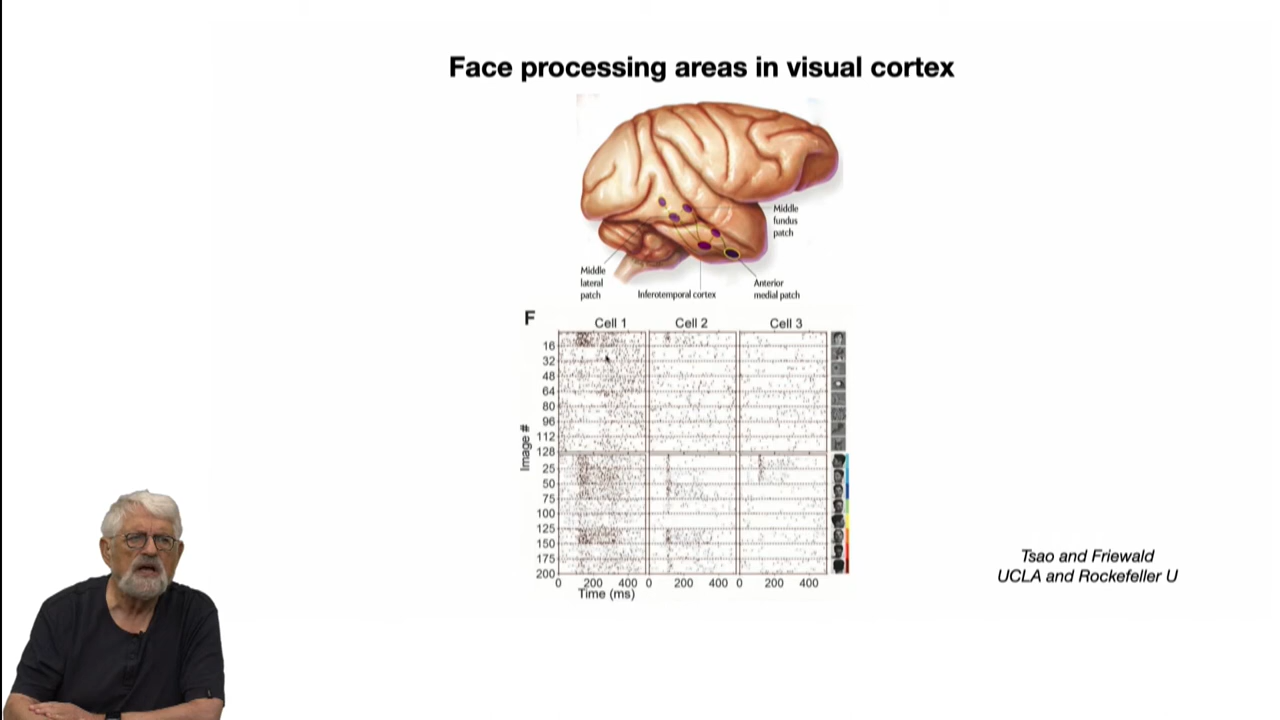 Face processing areas in visual cortex
Middle
fundus
patch
Middle
lateral
patch
Inferotemporal cortex
Anterior
medial patch
F
Cell 1
Cell 2
Cell 3
Image #
16
32
48
64
80
96
112
128
25
50
75
100
125
150
175
200
0 200 400 0 200 400 0 200 400
Time (ms)
Tsao and Friewald
UCLA and Rockefeller U